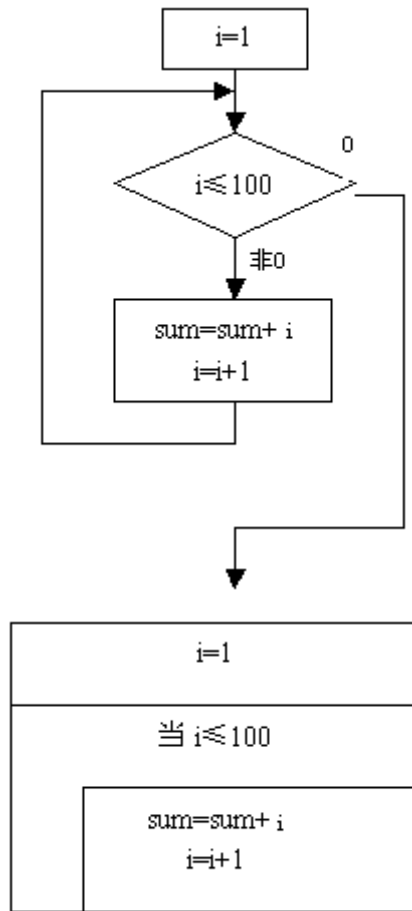 i=1
0
i≤100
非0
sum=sum+ i
i=i+1
i=1
当 i≤100
sum=sum+ i
i=i+1